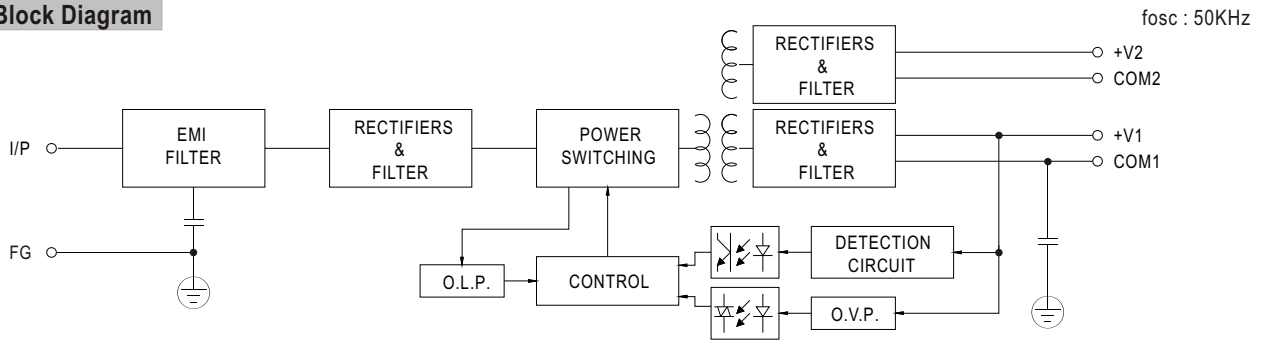 Block Diagram
fosc : 50KHz
RECTIFIERS
&
FILTER
+V2
COM2
I/P
EMI
FILTER
RECTIFIERS
&
FILTER
POWER
SWITCHING
RECTIFIERS
&
FILTER
+V1
COM1
FG
O.L.P.
CONTROL
DETECTION
CIRCUIT
O.V.P.